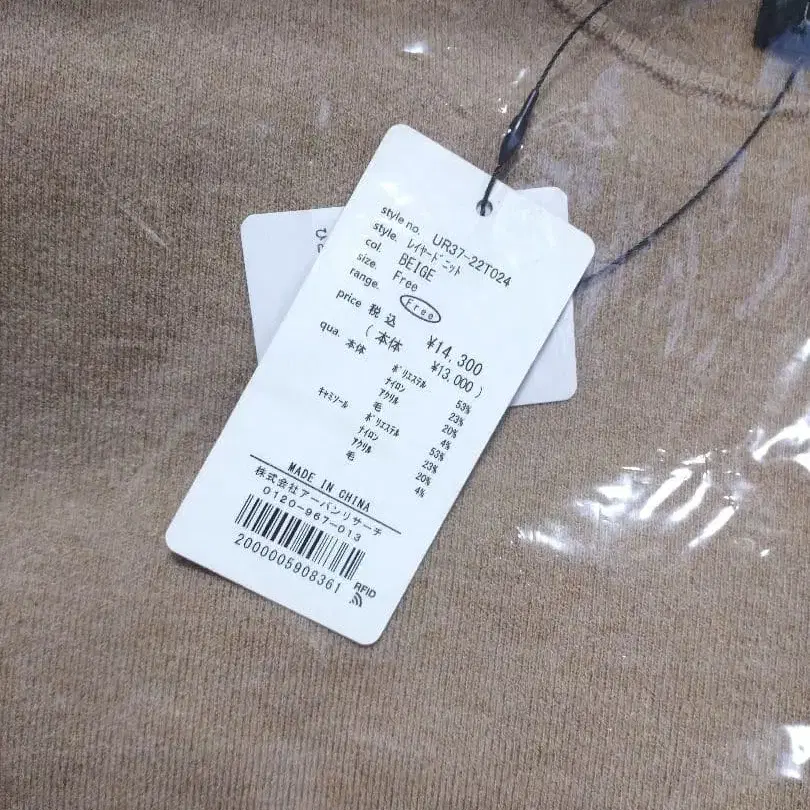 style no. UR37-22T024
style. レイヤードニット
col. BEIGE
size. Free
range. Free
price 税込 ¥14,300
(本体 ¥13,000)
qua. 本体 ポリエステル 53%
ナイロン 23%
アクリル 20%
毛 4%
キャミソール ポリエステル 53%
ナイロン 23%
アクリル 20%
毛 4%
MADE IN CHINA
株式会社アーバンリサーチ
0120-967-013
2000005908361
RFID